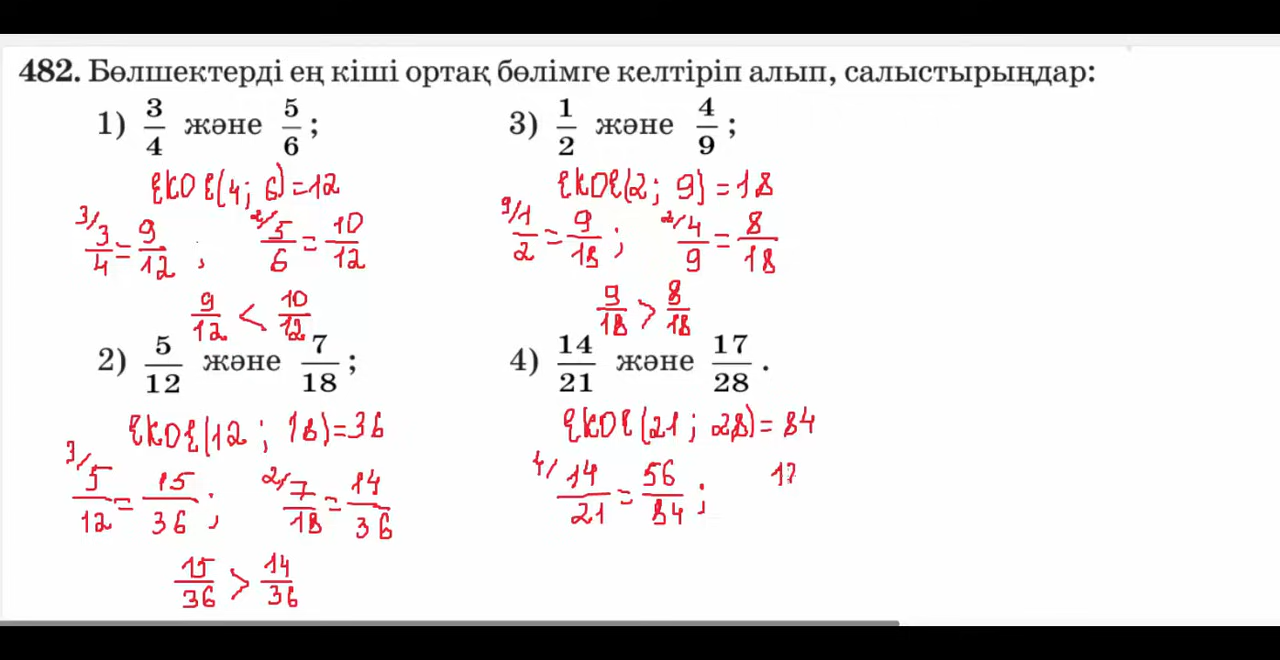 482. Бөлшектерді ең кіші ортақ бөлімге келтіріп алып, салыстырыңдар:
1) 3/4 және 5/6;
ЕКОЕ(4; 6)=12
3/ 3/4=9/12; 2/ 5/6=10/12
9/12 < 10/12
2) 5/12 және 7/18;
ЕКОЕ(12; 18)=36
3/ 5/12=15/36; 2/ 7/18=14/36
15/36 > 14/36
3) 1/2 және 4/9;
ЕКОЕ(2; 9)=18
9/ 1/2=9/18; 2/ 4/9=8/18
9/18 > 8/18
4) 14/21 және 17/28.
ЕКОЕ(21; 28)=84
4/ 14/21=56/84; 17